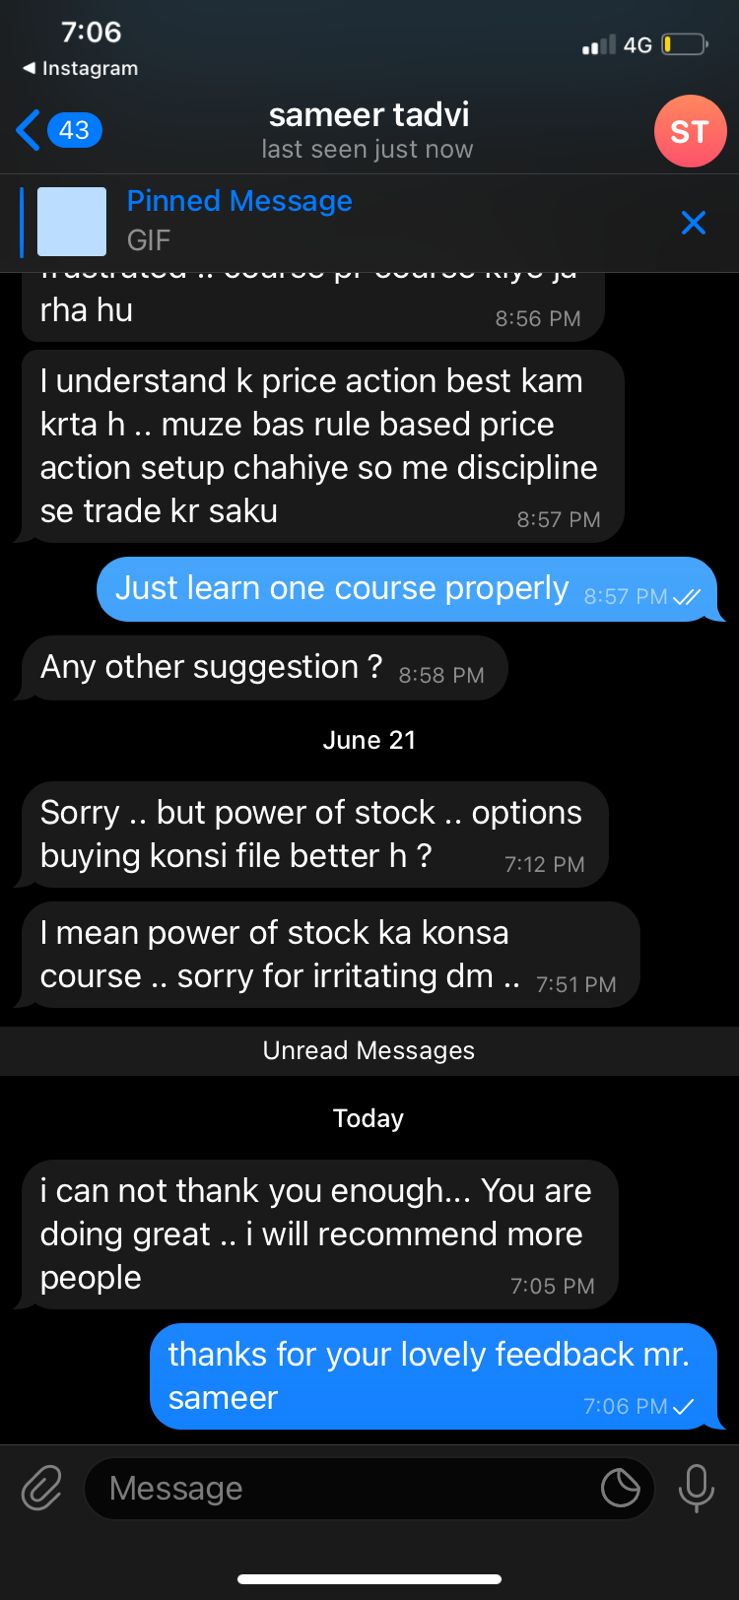 7:06
4G
◄ Instagram
43
sameer tadvi
last seen just now
ST
Pinned Message
GIF
frustrated .. course pr course kiye ja
rha hu
8:56 PM
I understand k price action best kam
krta h .. muze bas rule based price
action setup chahiye so me discipline
se trade kr saku
8:57 PM
Just learn one course properly
8:57 PM
Any other suggestion ?
8:58 PM
June 21
Sorry .. but power of stock .. options
buying konsi file better h ?
7:12 PM
I mean power of stock ka konsa
course .. sorry for irritating dm ..
7:51 PM
Unread Messages
Today
i can not thank you enough... You are
doing great .. i will recommend more
people
7:05 PM
thanks for your lovely feedback mr.
sameer
7:06 PM
Message